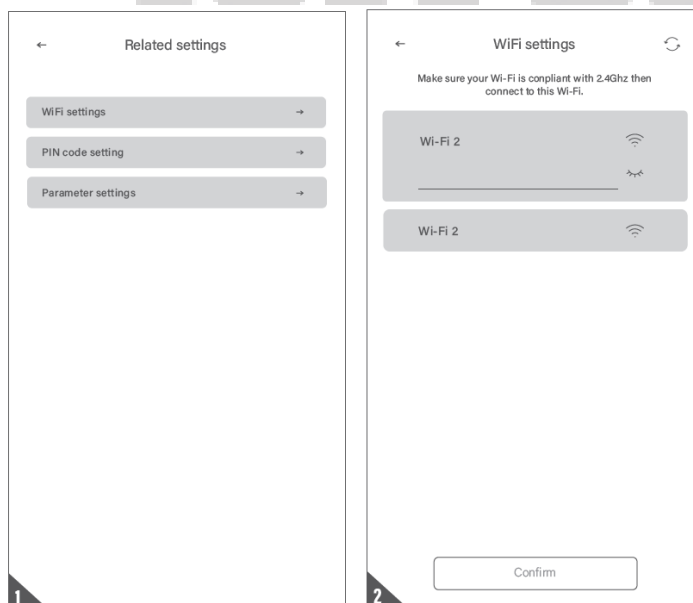 Related settings
WiFi settings
PIN code setting
Parameter settings
1
WiFi settings
Make sure your Wi-Fi is conpliant with 2.4Ghz then
connect to this Wi-Fi.
Wi-Fi 2
Wi-Fi 2
Confirm
2